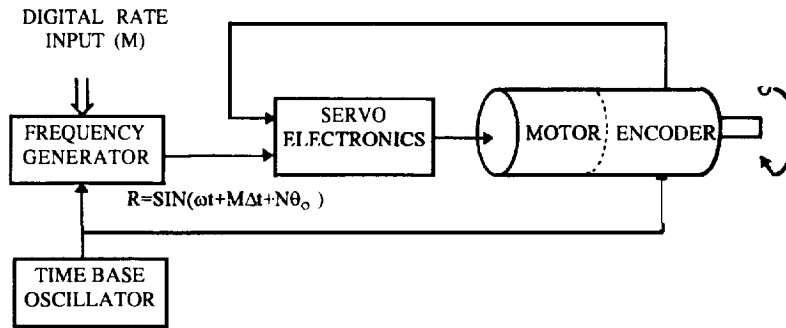 DIGITAL RATE
INPUT (M)
FREQUENCY
GENERATOR
SERVO
ELECTRONICS
MOTOR
ENCODER
R=SIN(ωt+MΔt+Nθₒ)
TIME BASE
OSCILLATOR